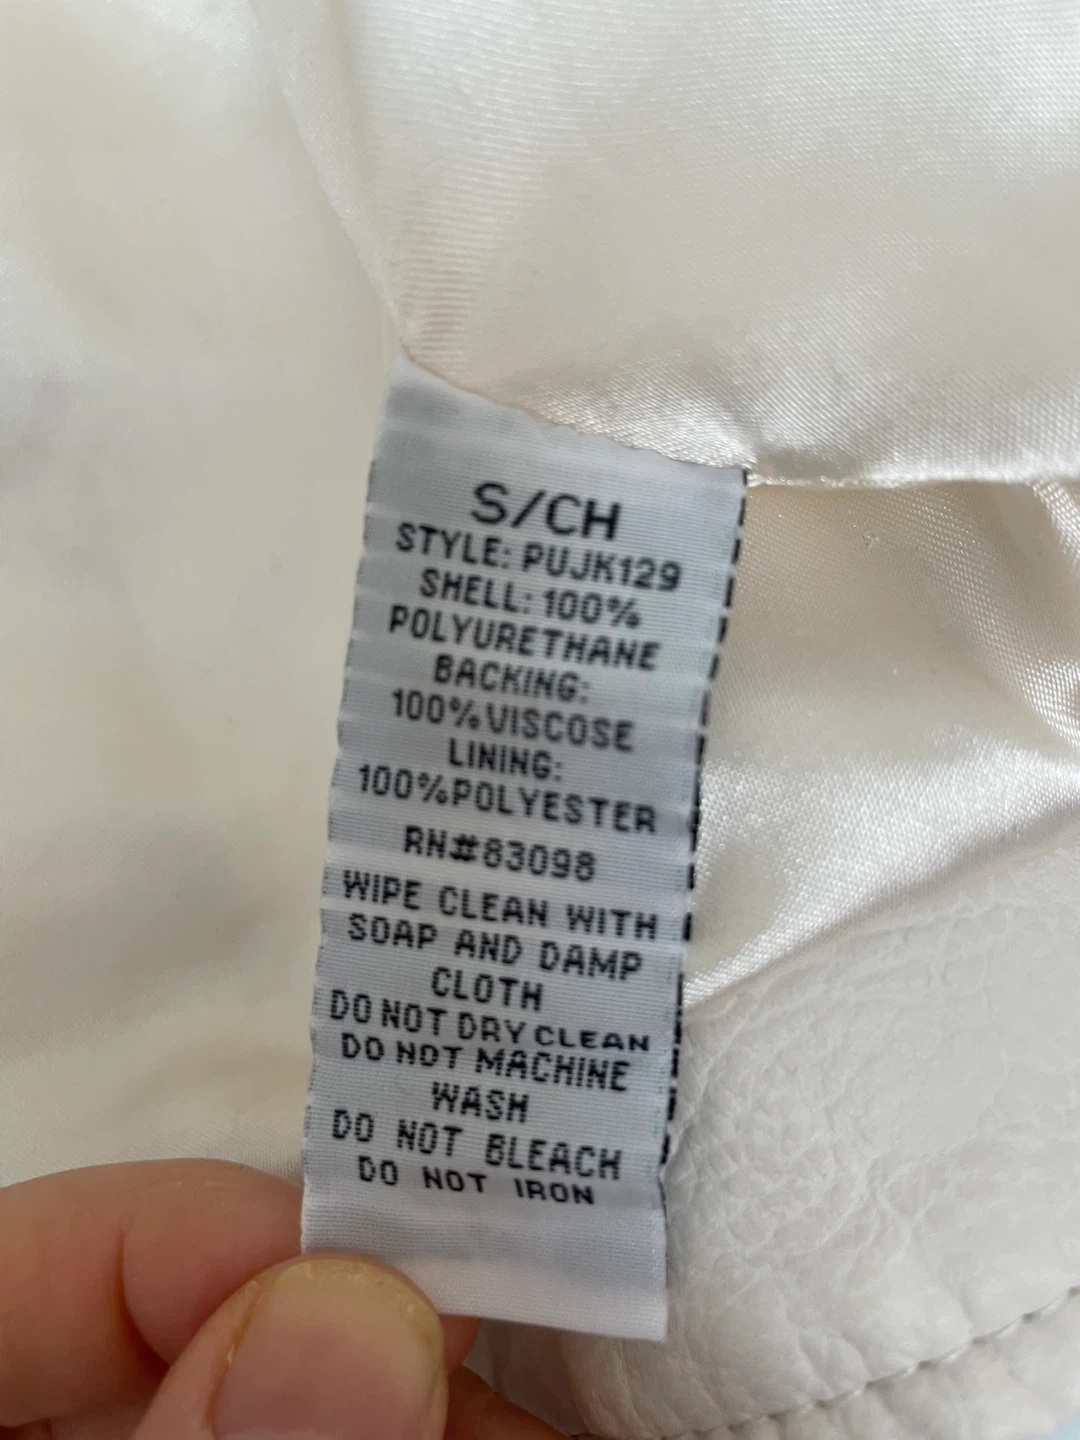 S/CH
STYLE: PUJK129
SHELL: 100%
POLYURETHANE
BACKING:
100% VISCOSE
LINING:
100%POLYESTER
RN#83098
WIPE CLEAN WITH
SOAP AND DAMP
CLOTH
DO NOT DRY CLEAN
DO NOT MACHINE
WASH
DO NOT BLEACH
DO NOT IRON